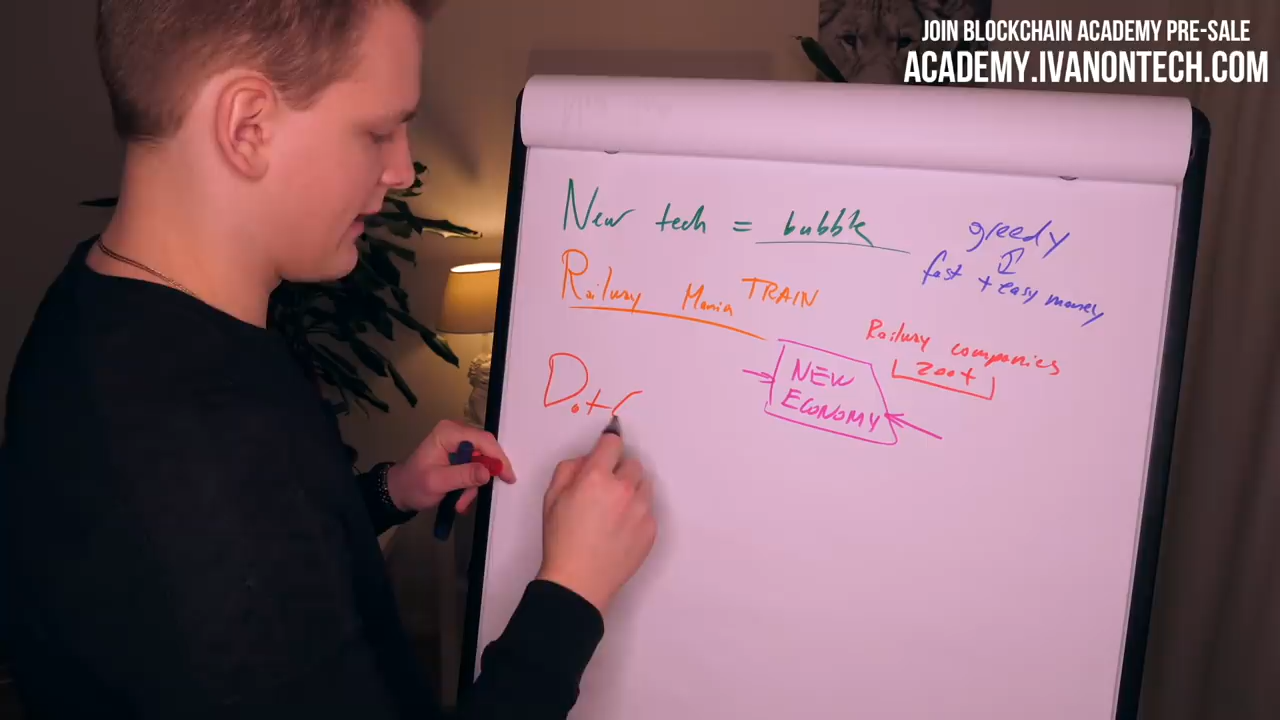 JOIN BLOCKCHAIN ACADEMY PRE-SALE
ACADEMY.IVANONTECH.COM
New tech = bubble
greedy
fast + easy money
Railway Mania TRAIN
Railway companies
200+
NEW
ECONOMY
Dot C